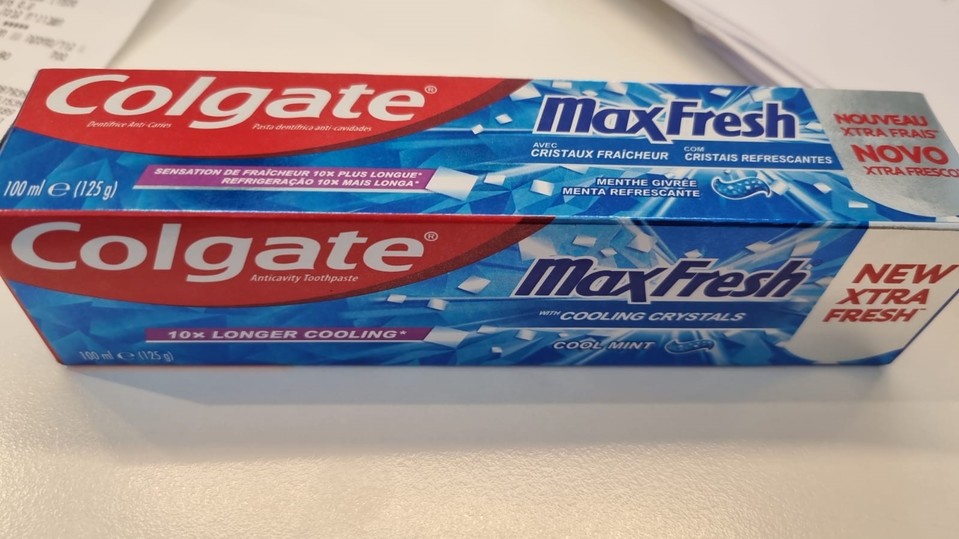 Colgate®
Dentifrice Anti-Caries
Pasta dentífrica anti-cavidades
MaxFresh
AVEC
CRISTAUX FRAÎCHEUR
COM
CRISTAIS REFRESCANTES
NOUVEAU
XTRA FRAIS
NOVO
XTRA FRESCO
SENSATION DE FRAÎCHEUR 10X PLUS LONGUE*
REFRIGERAÇÃO 10X MAIS LONGA*
MENTHE GIVRÉE
MENTA REFRESCANTE
100 ml ℮ (125 g)
Colgate®
Anticavity Toothpaste
MaxFresh
WITH COOLING CRYSTALS
NEW
XTRA
FRESH
10X LONGER COOLING*
COOL MINT
100 ml ℮ (125 g)